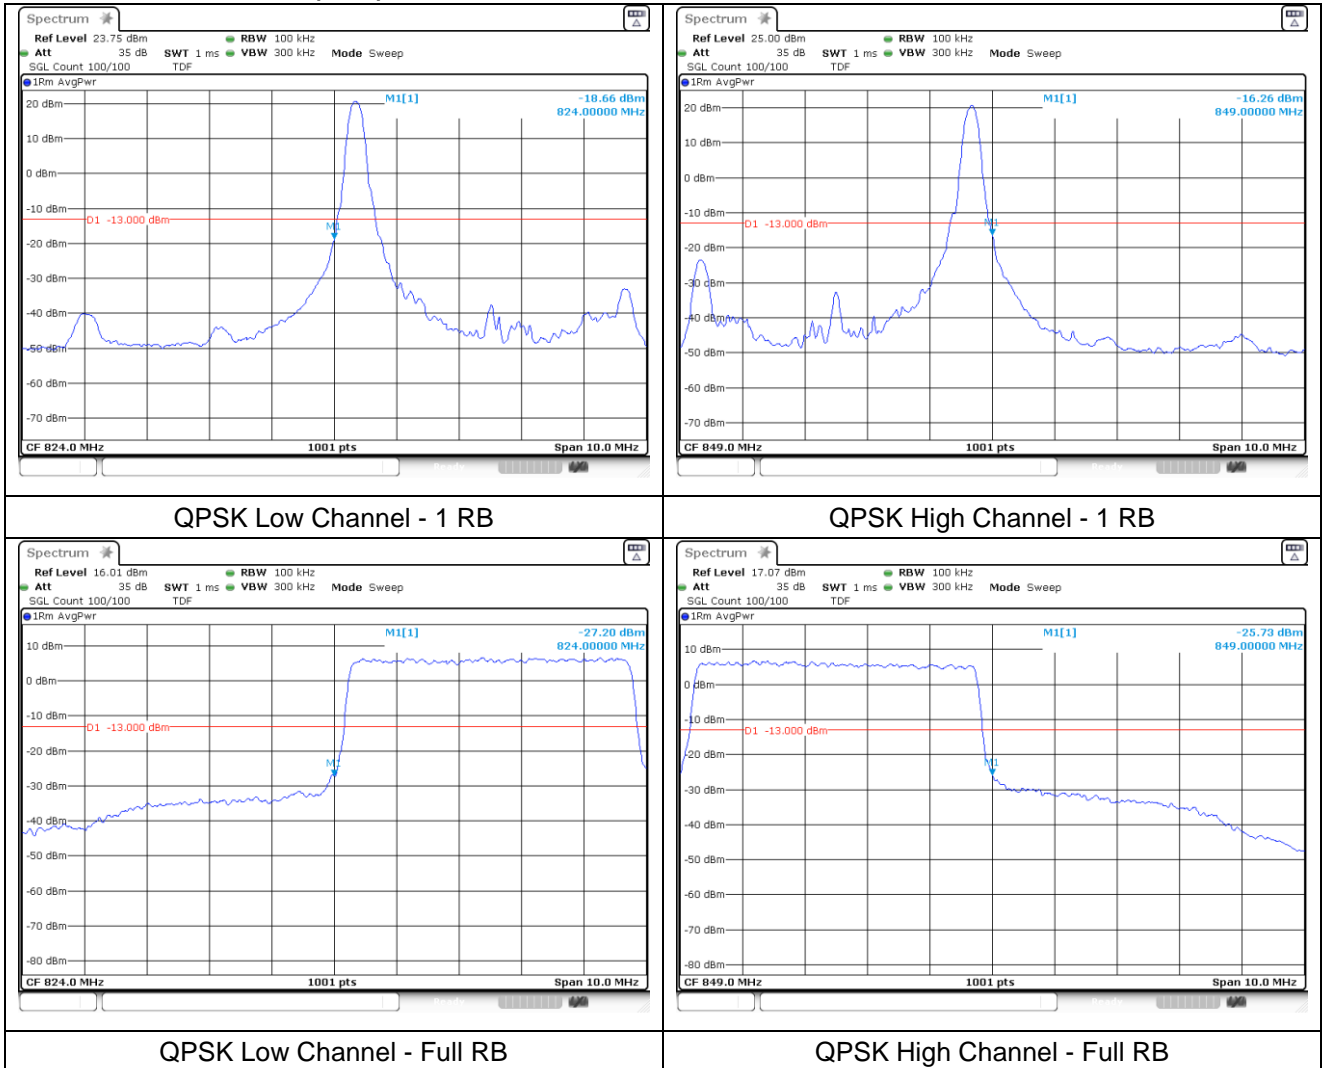 Spectrum
Ref Level 23.75 dBm RBW 100 kHz
Att 35 dB SWT 1 ms VBW 300 kHz Mode Sweep
SGL Count 100/100 TDF
1Rm AvgPwr
M1[1] -18.66 dBm
824.00000 MHz
20 dBm
10 dBm
0 dBm
-10 dBm
D1 -13.000 dBm
M1
-20 dBm
-30 dBm
-40 dBm
-50 dBm
-60 dBm
-70 dBm
CF 824.0 MHz 1001 pts Span 10.0 MHz
Spectrum
Ref Level 25.00 dBm RBW 100 kHz
Att 35 dB SWT 1 ms VBW 300 kHz Mode Sweep
SGL Count 100/100 TDF
1Rm AvgPwr
M1[1] -16.26 dBm
849.00000 MHz
20 dBm
10 dBm
0 dBm
-10 dBm
D1 -13.000 dBm
M1
-20 dBm
-30 dBm
-40 dBm
-50 dBm
-60 dBm
-70 dBm
CF 849.0 MHz 1001 pts Span 10.0 MHz
QPSK Low Channel - 1 RB
QPSK High Channel - 1 RB
Spectrum
Ref Level 16.01 dBm RBW 100 kHz
Att 35 dB SWT 1 ms VBW 300 kHz Mode Sweep
SGL Count 100/100 TDF
1Rm AvgPwr
M1[1] -27.20 dBm
824.00000 MHz
10 dBm
0 dBm
-10 dBm
D1 -13.000 dBm
-20 dBm
M1
-30 dBm
-40 dBm
-50 dBm
-60 dBm
-70 dBm
-80 dBm
CF 824.0 MHz 1001 pts Span 10.0 MHz
Spectrum
Ref Level 17.07 dBm RBW 100 kHz
Att 35 dB SWT 1 ms VBW 300 kHz Mode Sweep
SGL Count 100/100 TDF
1Rm AvgPwr
M1[1] -25.73 dBm
849.00000 MHz
10 dBm
0 dBm
-10 dBm
D1 -13.000 dBm
-20 dBm
M1
-30 dBm
-40 dBm
-50 dBm
-60 dBm
-70 dBm
-80 dBm
CF 849.0 MHz 1001 pts Span 10.0 MHz
QPSK Low Channel - Full RB
QPSK High Channel - Full RB